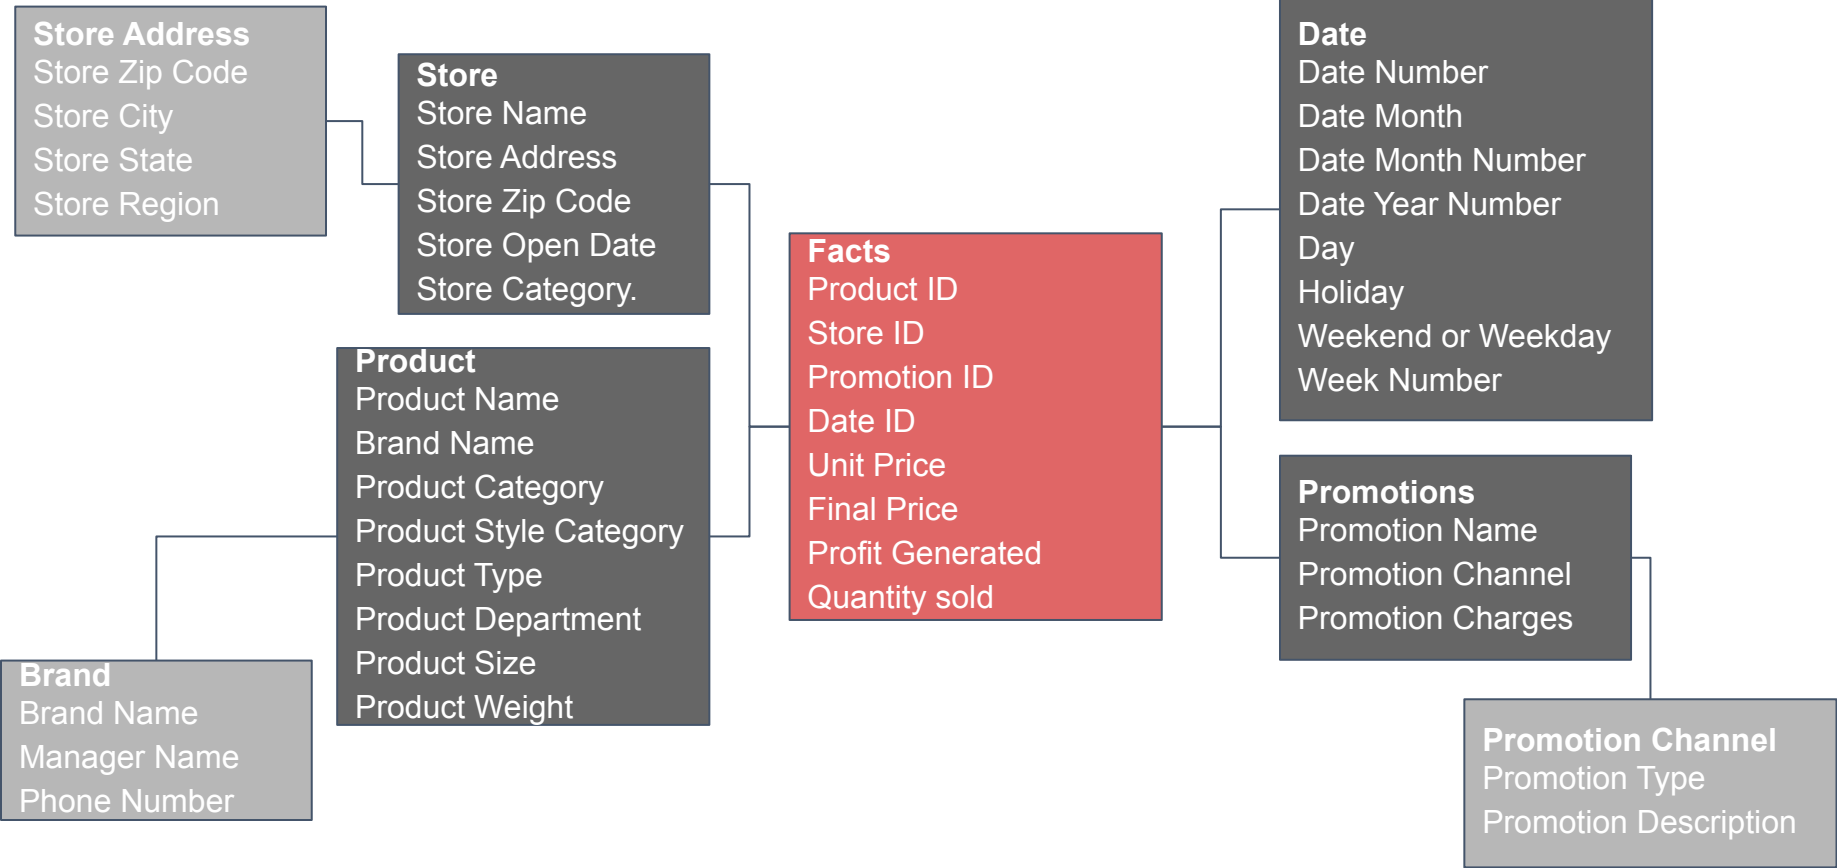 Store Address
Store Zip Code
Store City
Store State
Store Region
Store
Store Name
Store Address
Store Zip Code
Store Open Date
Store Category.
Product
Product Name
Brand Name
Product Category
Product Style Category
Product Type
Product Department
Product Size
Product Weight
Brand
Brand Name
Manager Name
Phone Number
Facts
Product ID
Store ID
Promotion ID
Date ID
Unit Price
Final Price
Profit Generated
Quantity sold
Date
Date Number
Date Month
Date Month Number
Date Year Number
Day
Holiday
Weekend or Weekday
Week Number
Promotions
Promotion Name
Promotion Channel
Promotion Charges
Promotion Channel
Promotion Type
Promotion Description